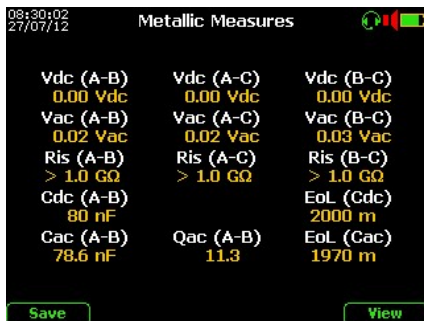 08:30:02
27/07/12
Metallic Measures
Vdc (A-B) Vdc (A-C) Vdc (B-C)
0.00 Vdc 0.00 Vdc 0.00 Vdc
Vac (A-B) Vac (A-C) Vac (B-C)
0.02 Vac 0.02 Vac 0.03 Vac
Ris (A-B) Ris (A-C) Ris (B-C)
> 1.0 GΩ > 1.0 GΩ > 1.0 GΩ
Cdc (A-B) EoL (Cdc)
80 nF 2000 m
Cac (A-B) Qac (A-B) EoL (Cac)
78.6 nF 11.3 1970 m
Save View